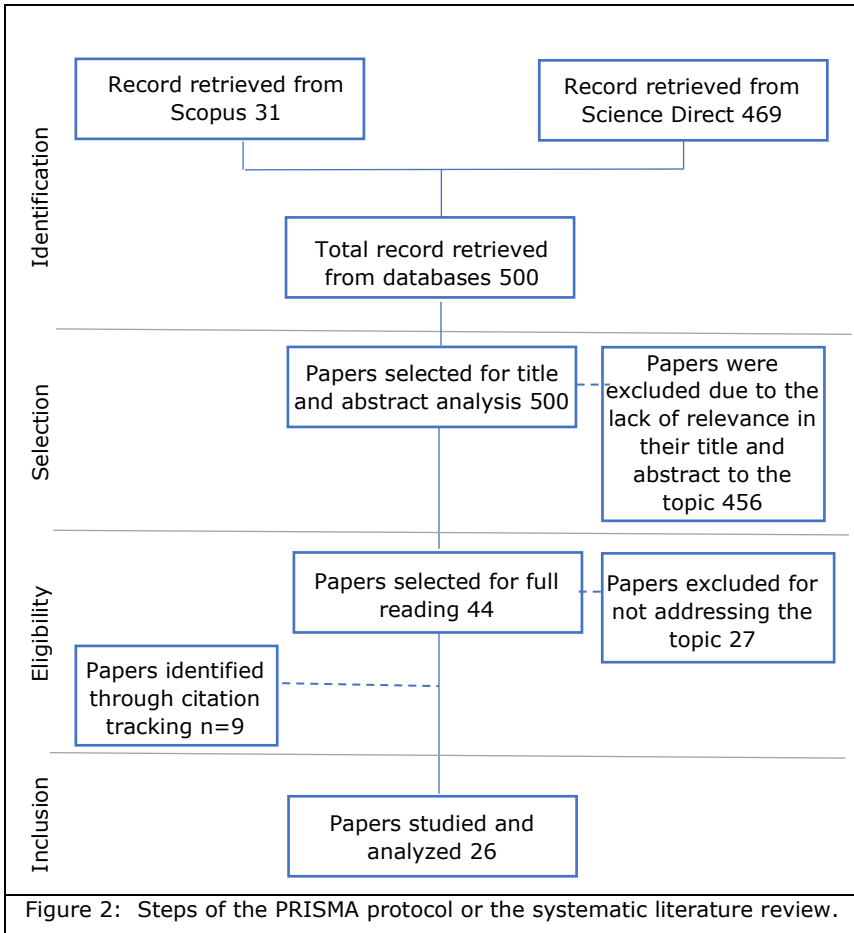 Identification
Record retrieved from
Scopus 31
Record retrieved from
Science Direct 469
Total record retrieved
from databases 500
Selection
Papers selected for title
and abstract analysis 500
Papers were
excluded due to the
lack of relevance in
their title and
abstract to the
topic 456
Eligibility
Papers selected for full
reading 44
Papers excluded for
not addressing the
topic 27
Papers identified
through citation
tracking n=9
Inclusion
Papers studied and
analyzed 26
Figure 2: Steps of the PRISMA protocol or the systematic literature review.